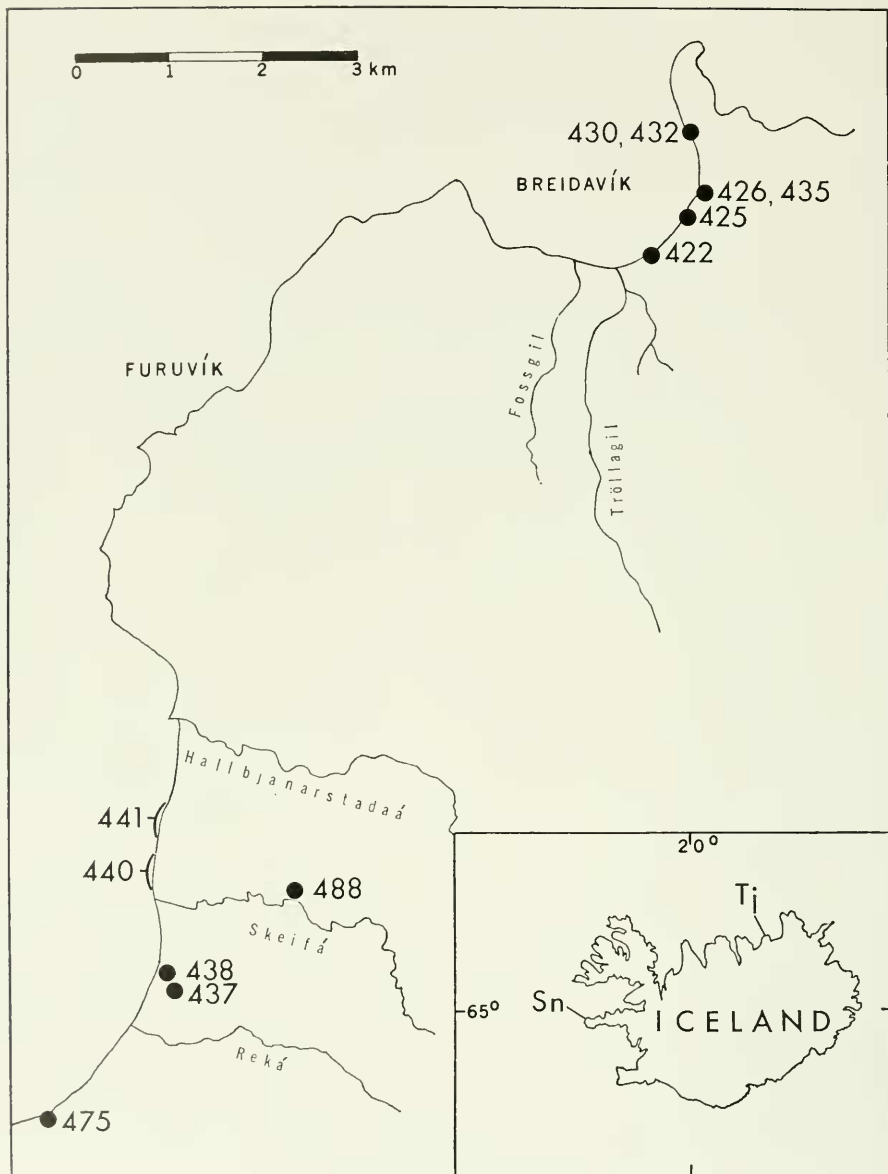 0 1 2 3 km
430, 432
BREIDAVÍK
426, 435
425
422
FURUVÍK
Fossgil
Tröllagil
Hallbjanarstadaá
441
440
488
Skeifá
438
437
Reká
475
20°
Tj
Sn
65°
ICELAND